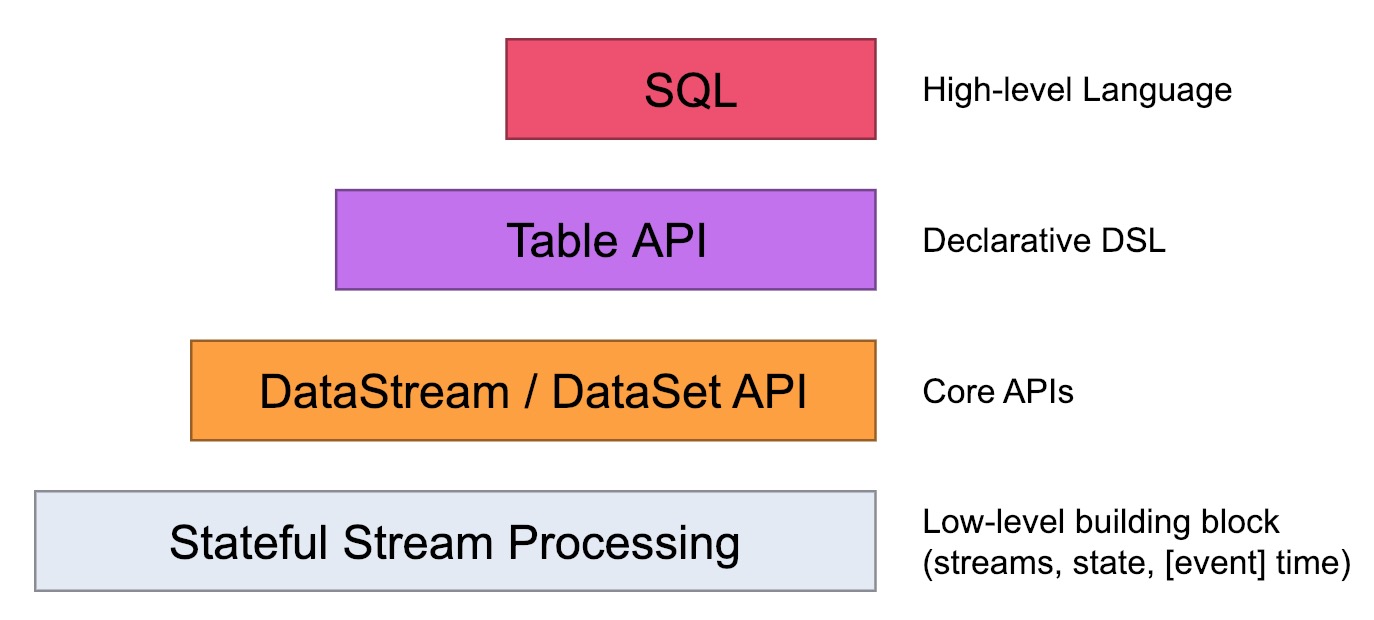 SQL
High-level Language
Table API
Declarative DSL
DataStream / DataSet API
Core APIs
Stateful Stream Processing
Low-level building block
(streams, state, [event] time)